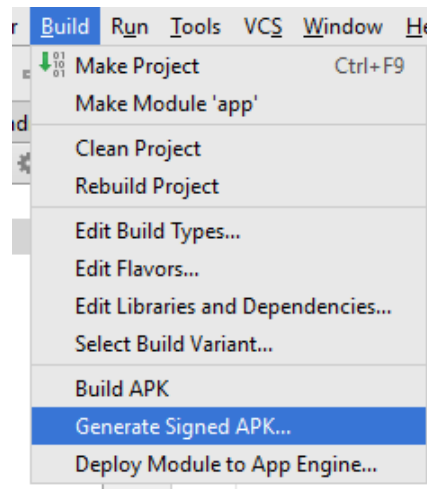 r Build Run Tools VCS Window He
Make Project Ctrl+F9
Make Module 'app'
Clean Project
Rebuild Project
Edit Build Types...
Edit Flavors...
Edit Libraries and Dependencies...
Select Build Variant...
Build APK
Generate Signed APK...
Deploy Module to App Engine...